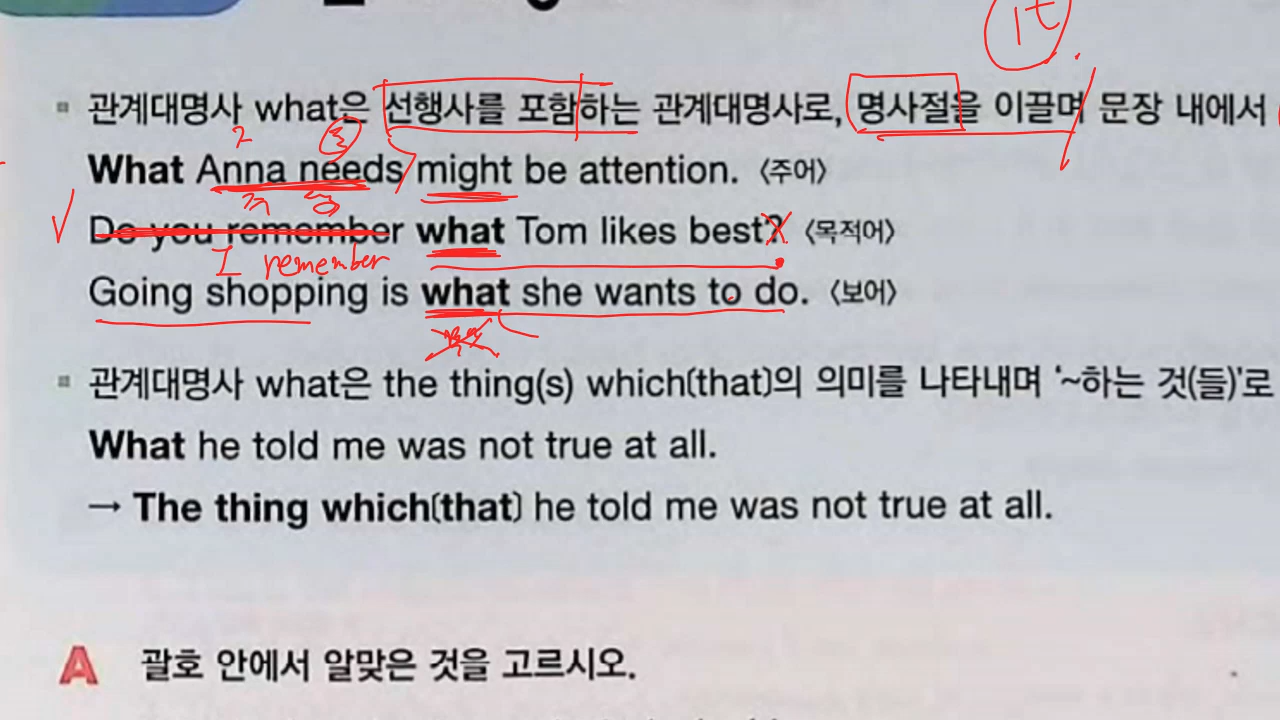 it
관계대명사 what은 선행사를 포함하는 관계대명사로, 명사절을 이끌며 문장 내에서
What Anna needs might be attention. 〈주어〉
Do you remember what Tom likes best? 〈목적어〉
I remember
Going shopping is what she wants to do. 〈보어〉
관계대명사 what은 the thing(s) which(that)의 의미를 나타내며 ‘~하는 것(들)’로
What he told me was not true at all.
→ The thing which(that) he told me was not true at all.
A 괄호 안에서 알맞은 것을 고르시오.